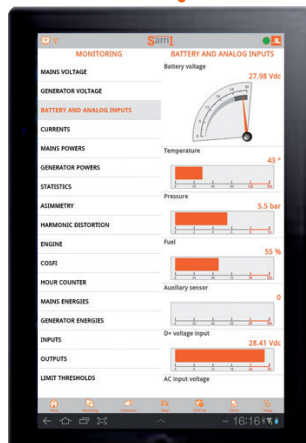 Sam1
MONITORING
BATTERY AND ANALOG INPUTS
MAINS VOLTAGE
GENERATOR VOLTAGE
BATTERY AND ANALOG INPUTS
CURRENTS
MAINS POWERS
GENERATOR POWERS
STATISTICS
ASIMMETRY
HARMONIC DISTORTION
ENGINE
COSFI
HOUR COUNTER
MAINS ENERGIES
GENERATOR ENERGIES
INPUTS
OUTPUTS
LIMIT THRESHOLDS
Battery voltage
27.98 Vdc
Temperature
43 °
Pressure
5.5 bar
Fuel
55 %
Auxiliary sensor
0
D+ voltage input
28.41 Vdc
AC input voltage
16:16